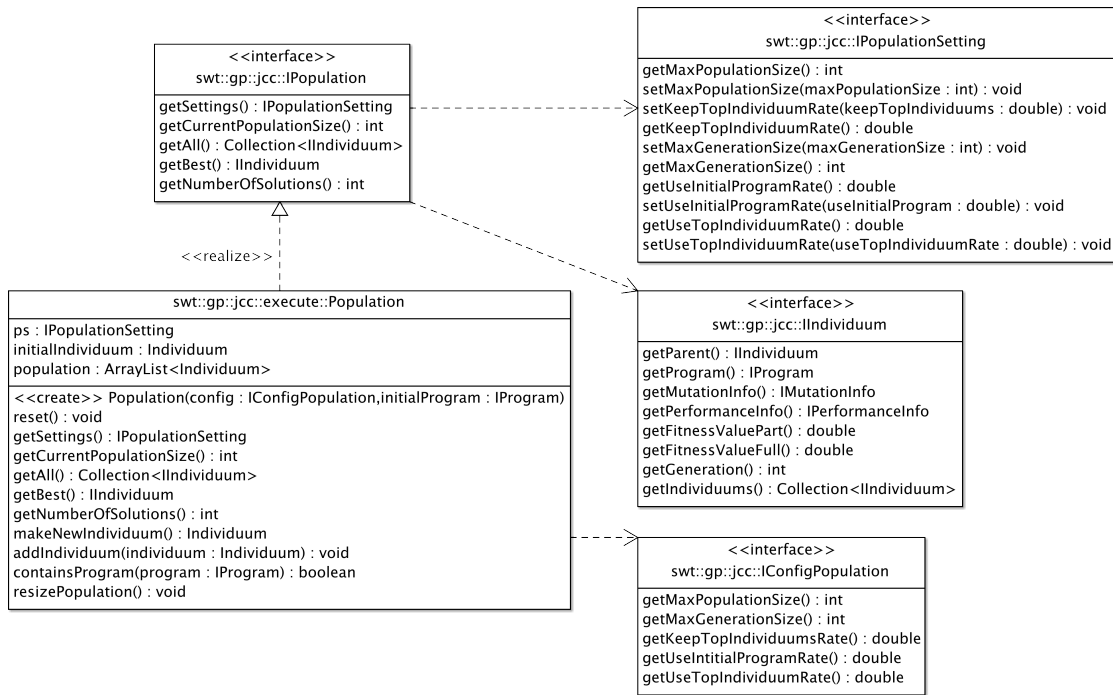 <<interface>>
swt::gp::jcc::IPopulation
getSettings() : IPopulationSetting
getCurrentPopulationSize() : int
getAll() : Collection<IIndividuum>
getBest() : IIndividuum
getNumberOfSolutions() : int
<<interface>>
swt::gp::jcc::IPopulationSetting
getMaxPopulationSize() : int
setMaxPopulationSize(maxPopulationSize : int) : void
setKeepTopIndividuumRate(keepTopIndividuums : double) : void
getKeepTopIndividuumRate() : double
setMaxGenerationSize(maxGenerationSize : int) : void
getMaxGenerationSize() : int
getUseInitialProgramRate() : double
setUseInitialProgramRate(useInitialProgram : double) : void
getUseTopIndividuumRate() : double
setUseTopIndividuumRate(useTopIndividuumRate : double) : void
<<realize>>
swt::gp::jcc::execute::Population
ps : IPopulationSetting
initialIndividuum : Individuum
population : ArrayList<Individuum>
<<create>> Population(config : IConfigPopulation,initialProgram : IProgram)
reset() : void
getSettings() : IPopulationSetting
getCurrentPopulationSize() : int
getAll() : Collection<IIndividuum>
getBest() : IIndividuum
getNumberOfSolutions() : int
makeNewIndividuum() : Individuum
addIndividuum(individuum : Individuum) : void
containsProgram(program : IProgram) : boolean
resizePopulation() : void
<<interface>>
swt::gp::jcc::IIndividuum
getParent() : IIndividuum
getProgram() : IProgram
getMutationInfo() : IMutationInfo
getPerformanceInfo() : IPerformanceInfo
getFitnessValuePart() : double
getFitnessValueFull() : double
getGeneration() : int
getIndividuums() : Collection<IIndividuum>
<<interface>>
swt::gp::jcc::IConfigPopulation
getMaxPopulationSize() : int
getMaxGenerationSize() : int
getKeepTopIndividuumsRate() : double
getUseIntitialProgramRate() : double
getUseTopIndividuumRate() : double